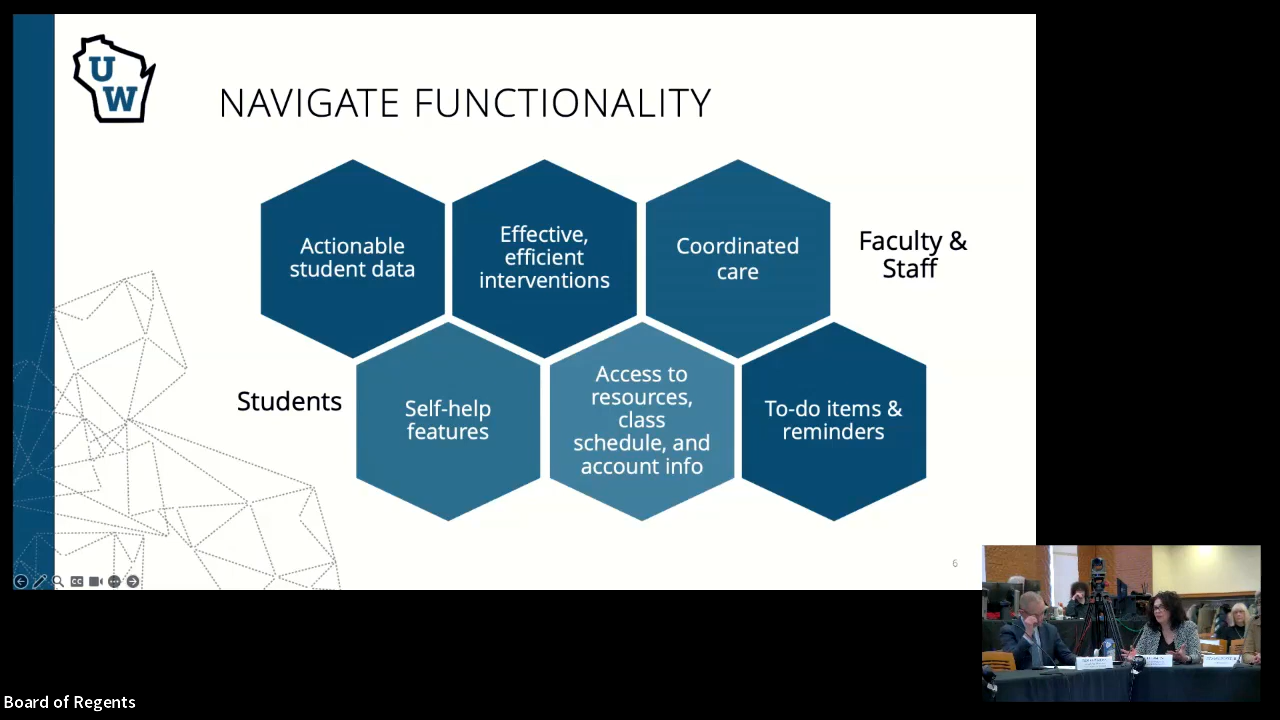 U
W
NAVIGATE FUNCTIONALITY
Actionable
student data
Effective,
efficient
interventions
Coordinated
care
Faculty &
Staff
Students
Self-help
features
Access to
resources,
class
schedule, and
account info
To-do items &
reminders
6
CC
Board of Regents